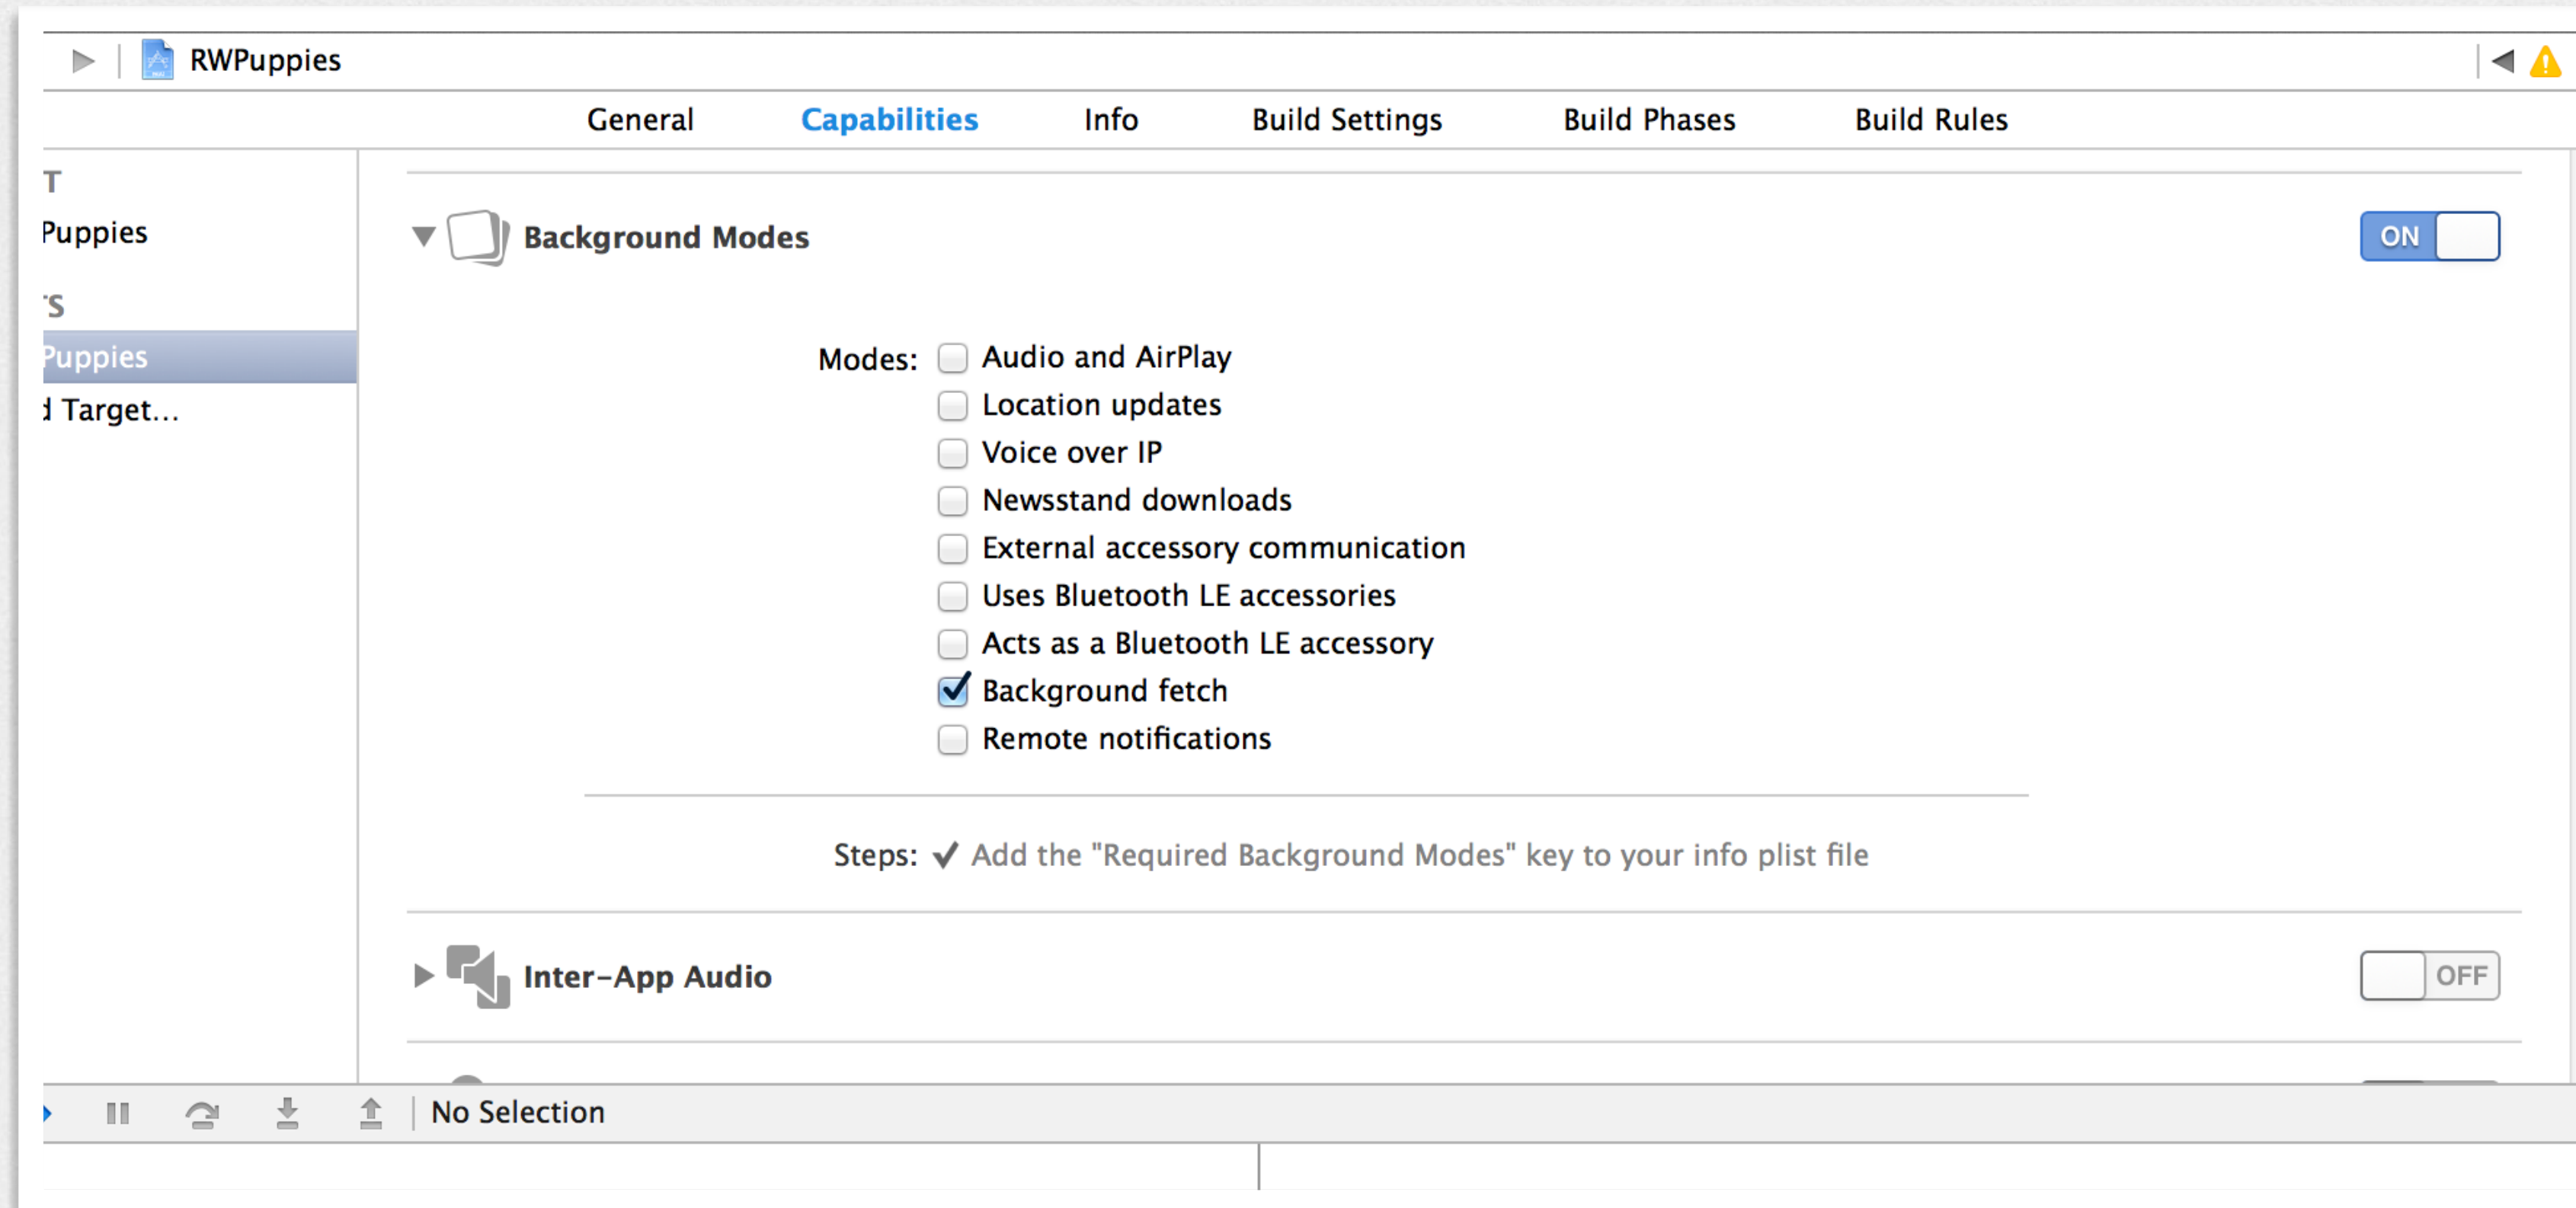 RWPuppies
General Capabilities Info Build Settings Build Phases Build Rules
T
Puppies
Background Modes ON
TS
Modes: Audio and AirPlay
Puppies
Location updates
d Target...
Voice over IP
Newsstand downloads
External accessory communication
Uses Bluetooth LE accessories
Acts as a Bluetooth LE accessory
Background fetch
Remote notifications
Steps: ✓ Add the "Required Background Modes" key to your info plist file
Inter-App Audio OFF
No Selection